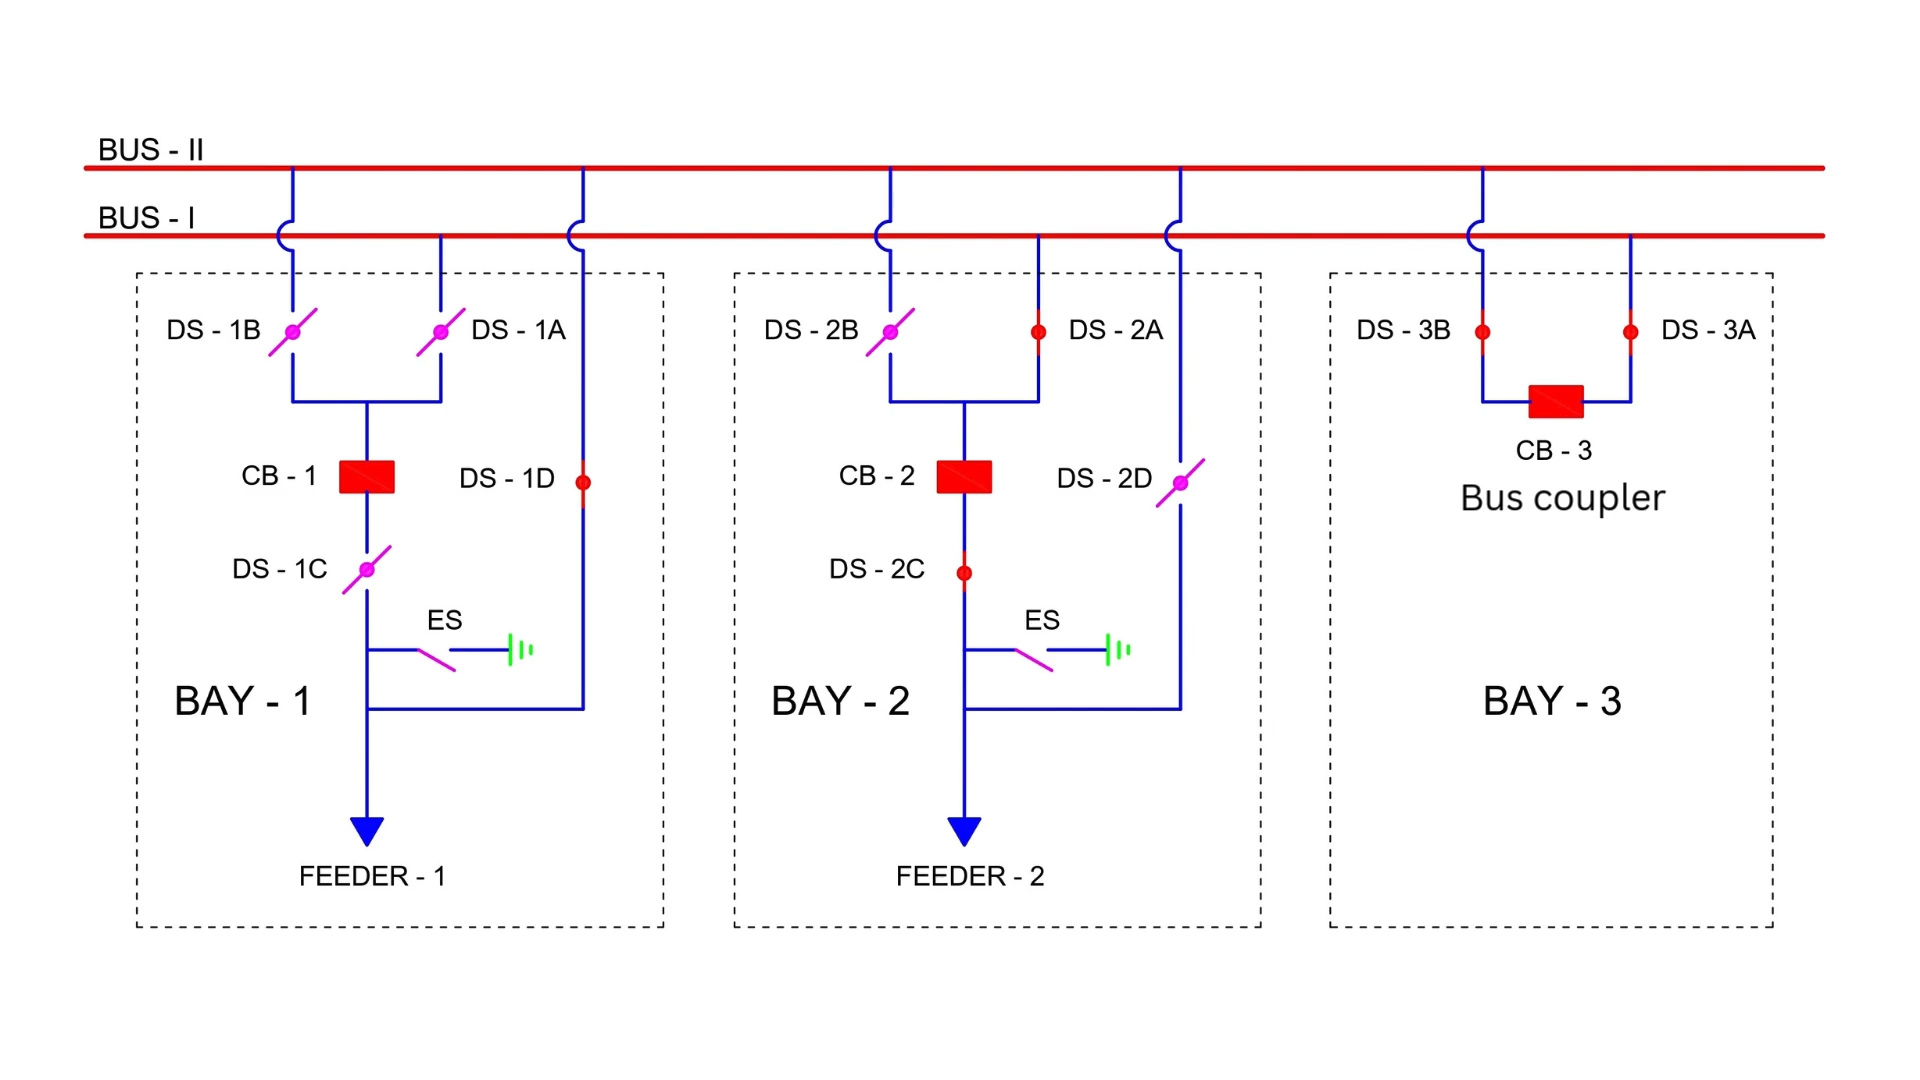 BUS - II
BUS - I
DS - 1B
DS - 1A
CB - 1
DS - 1D
DS - 1C
ES
BAY - 1
FEEDER - 1
DS - 2B
DS - 2A
CB - 2
DS - 2D
DS - 2C
ES
BAY - 2
FEEDER - 2
DS - 3B
DS - 3A
CB - 3
Bus coupler
BAY - 3